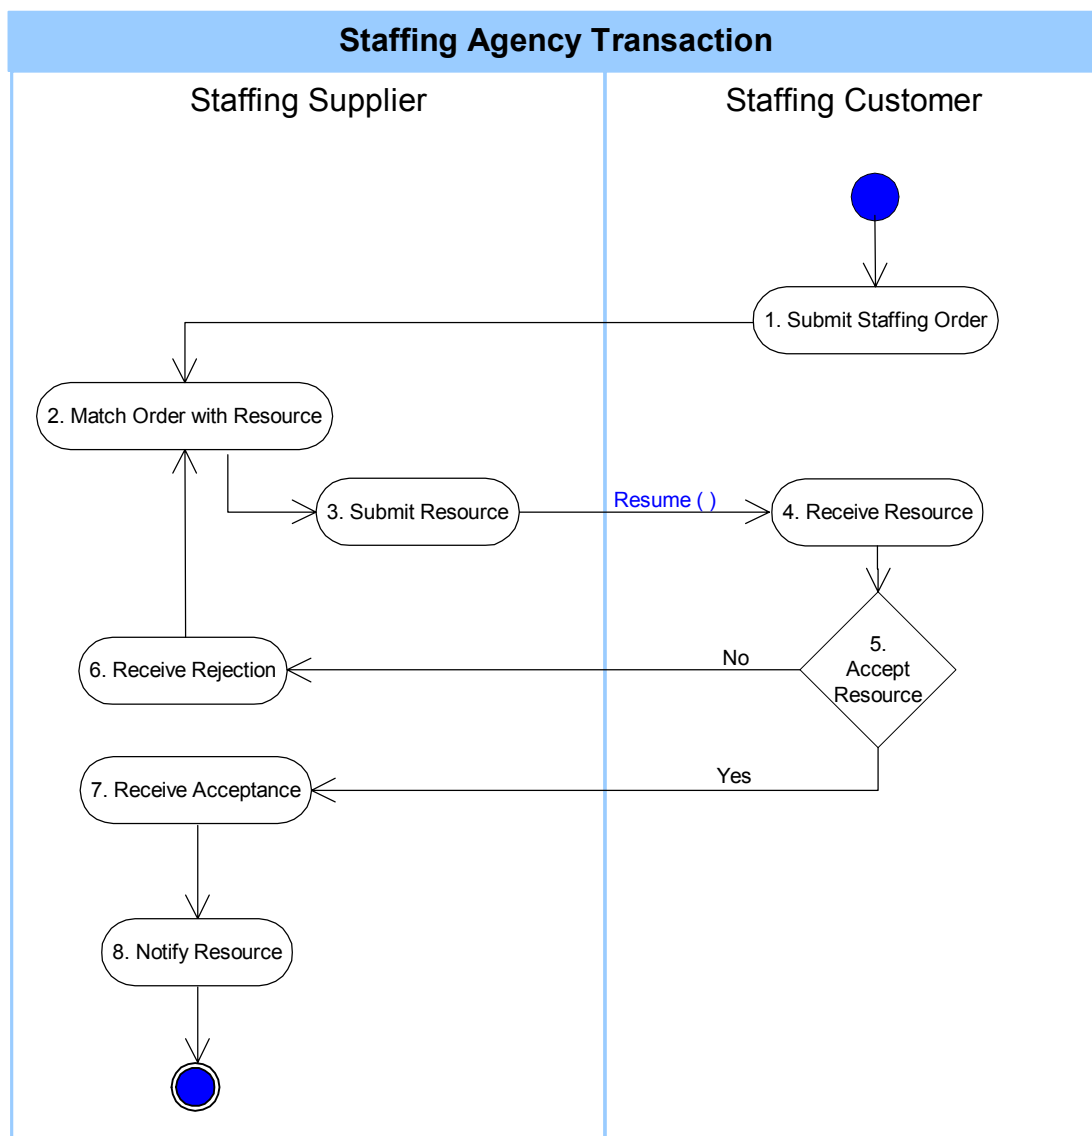 Staffing Agency Transaction
Staffing Supplier
Staffing Customer
1. Submit Staffing Order
2. Match Order with Resource
3. Submit Resource
Resume ( )
4. Receive Resource
5.
Accept
Resource
No
6. Receive Rejection
Yes
7. Receive Acceptance
8. Notify Resource